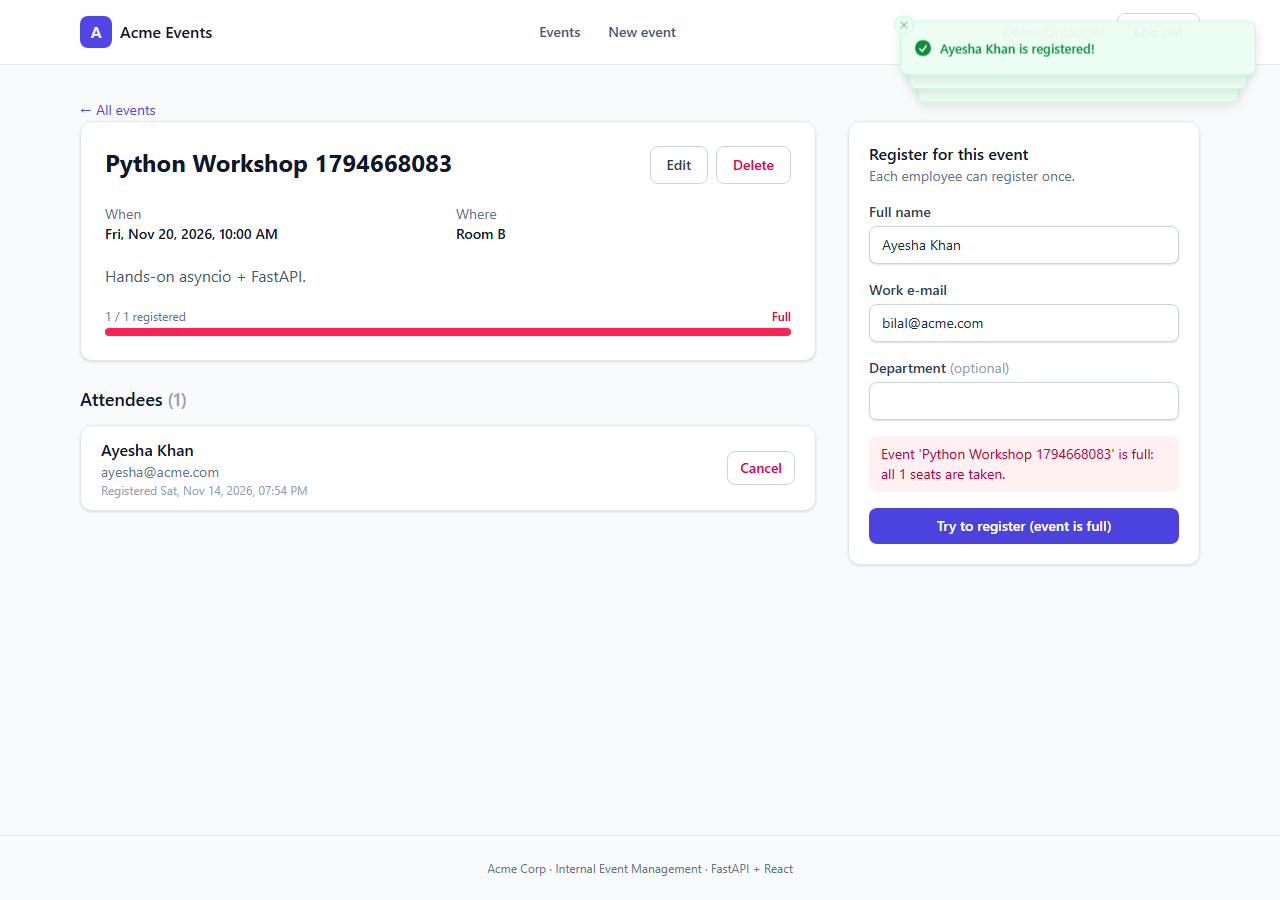 A Acme Events
Events
New event
Demo Organizer
Log out
Ayesha Khan is registered!
← All events
Python Workshop 1794668083
Edit
Delete
When
Fri, Nov 20, 2026, 10:00 AM
Where
Room B
Hands-on asyncio + FastAPI.
1 / 1 registered
Full
Attendees (1)
Ayesha Khan
ayesha@acme.com
Registered Sat, Nov 14, 2026, 07:54 PM
Cancel
Register for this event
Each employee can register once.
Full name
Ayesha Khan
Work e-mail
bilal@acme.com
Department (optional)
Event 'Python Workshop 1794668083' is full:
all 1 seats are taken.
Try to register (event is full)
Acme Corp · Internal Event Management · FastAPI + React